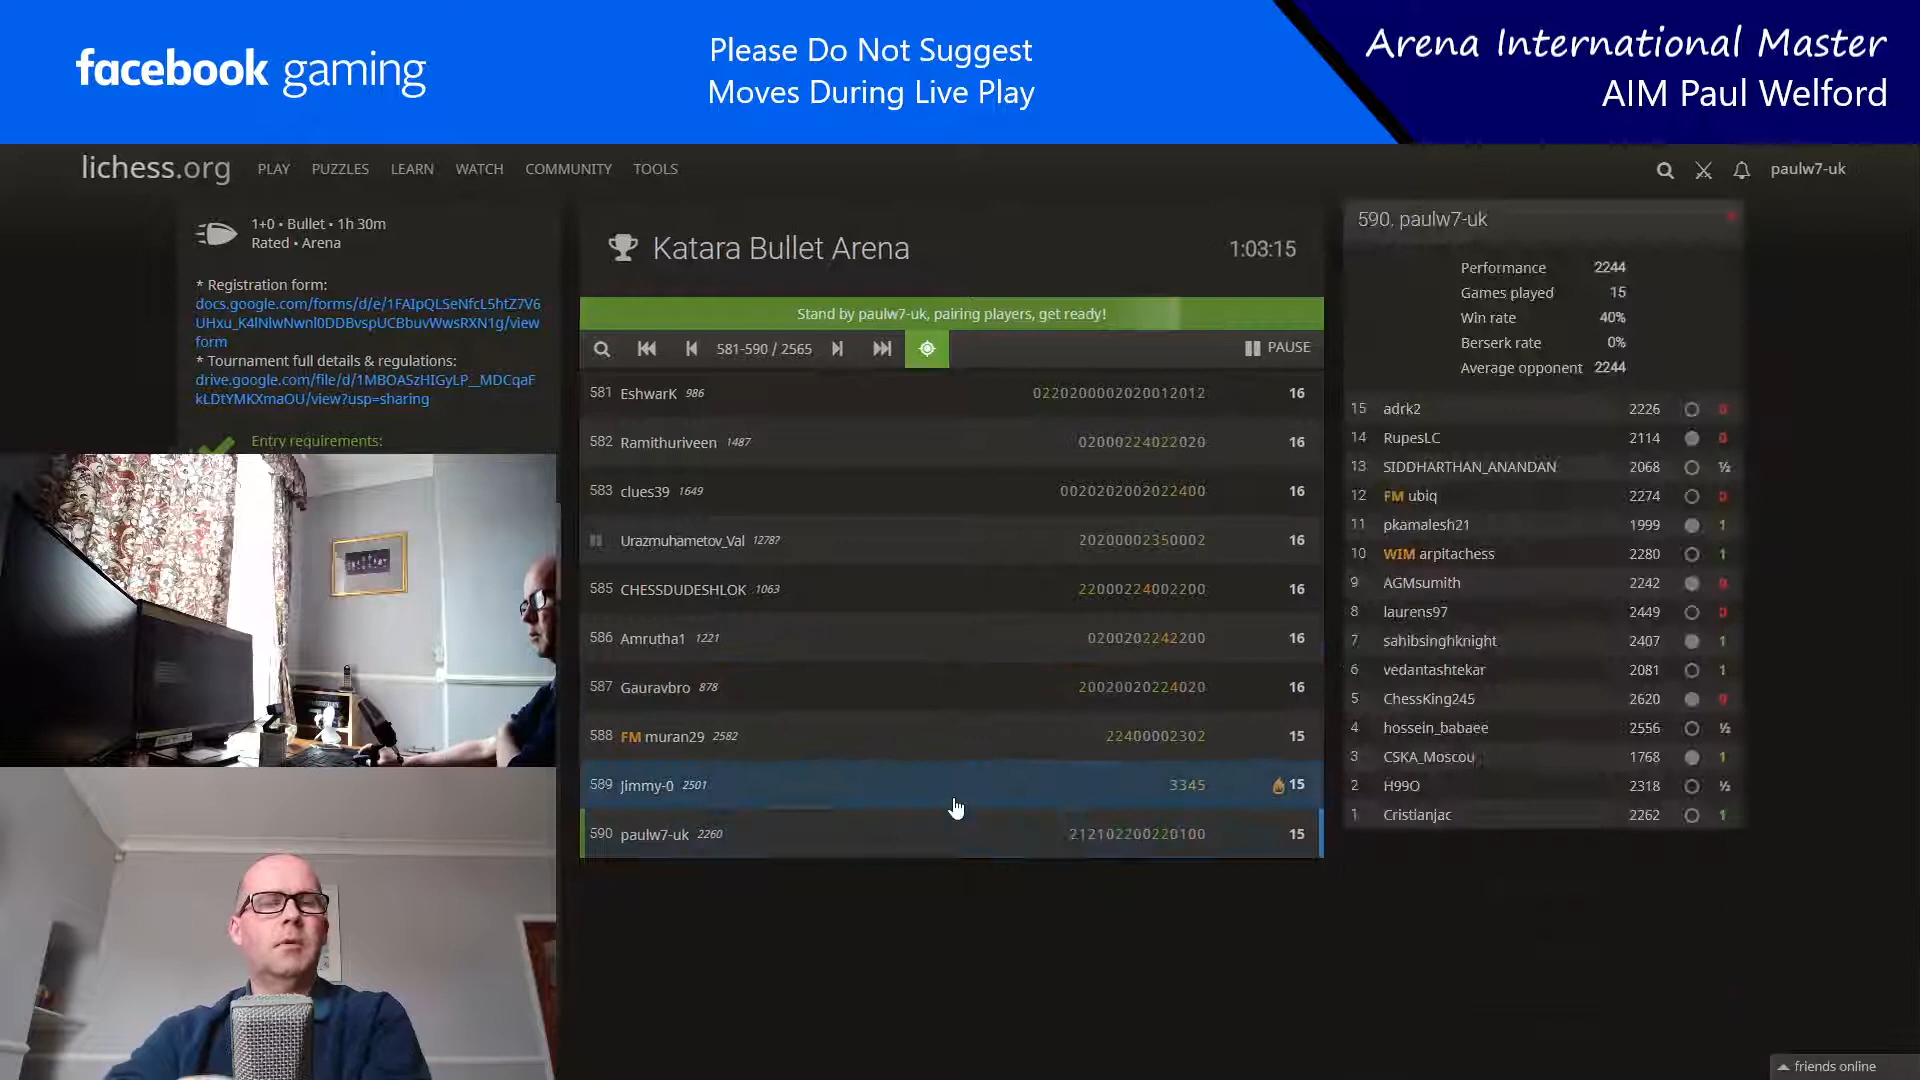 facebook gaming
Please Do Not Suggest
Moves During Live Play
Arena International Master
AIM Paul Welford
lichess.org PLAY PUZZLES LEARN WATCH COMMUNITY TOOLS paulw7-uk
1+0 • Bullet • 1h 30m
Rated • Arena
* Registration form:
docs.google.com/forms/d/e/1FAIpQLSeNfcL5htZ7V6
UHxu_K4lNlwNwnl0DDBvspUCBbuvWwsRXN1g/view
form
* Tournament full details & regulations:
drive.google.com/file/d/1MBOASzHIGyLP__MDCqaF
kLDtYMKXmaOU/view?usp=sharing
Entry requirements:
Katara Bullet Arena 1:03:15
Stand by paulw7-uk, pairing players, get ready!
581-590 / 2565 PAUSE
581 EshwarK 986 0220200002020012012 16
582 Ramithuriveen 1487 02000224022020 16
583 clues39 1649 0020202002022400 16
Urazmuhametov_Val 1278? 20200002350002 16
585 CHESSDUDESHLOK 1063 22000224002200 16
586 Amrutha1 1221 0200202242200 16
587 Gauravbro 878 20020020224020 16
588 FM muran29 2582 22400002302 15
589 Jimmy-0 2501 3345 15
590 paulw7-uk 2260 212102200220100 15
590. paulw7-uk
Performance 2244
Games played 15
Win rate 40%
Berserk rate 0%
Average opponent 2244
15 adrk2 2226 0
14 RupesLC 2114 0
13 SIDDHARTHAN_ANANDAN 2068 ½
12 FM ubiq 2274 0
11 pkamalesh21 1999 1
10 WIM arpitachess 2280 1
9 AGMsumith 2242 0
8 laurens97 2449 0
7 sahibsinghknight 2407 1
6 vedantashtekar 2081 1
5 ChessKing245 2620 0
4 hossein_babaee 2556 ½
3 CSKA_Moscou 1768 1
2 H99O 2318 ½
1 Cristianjac 2262 1
friends online